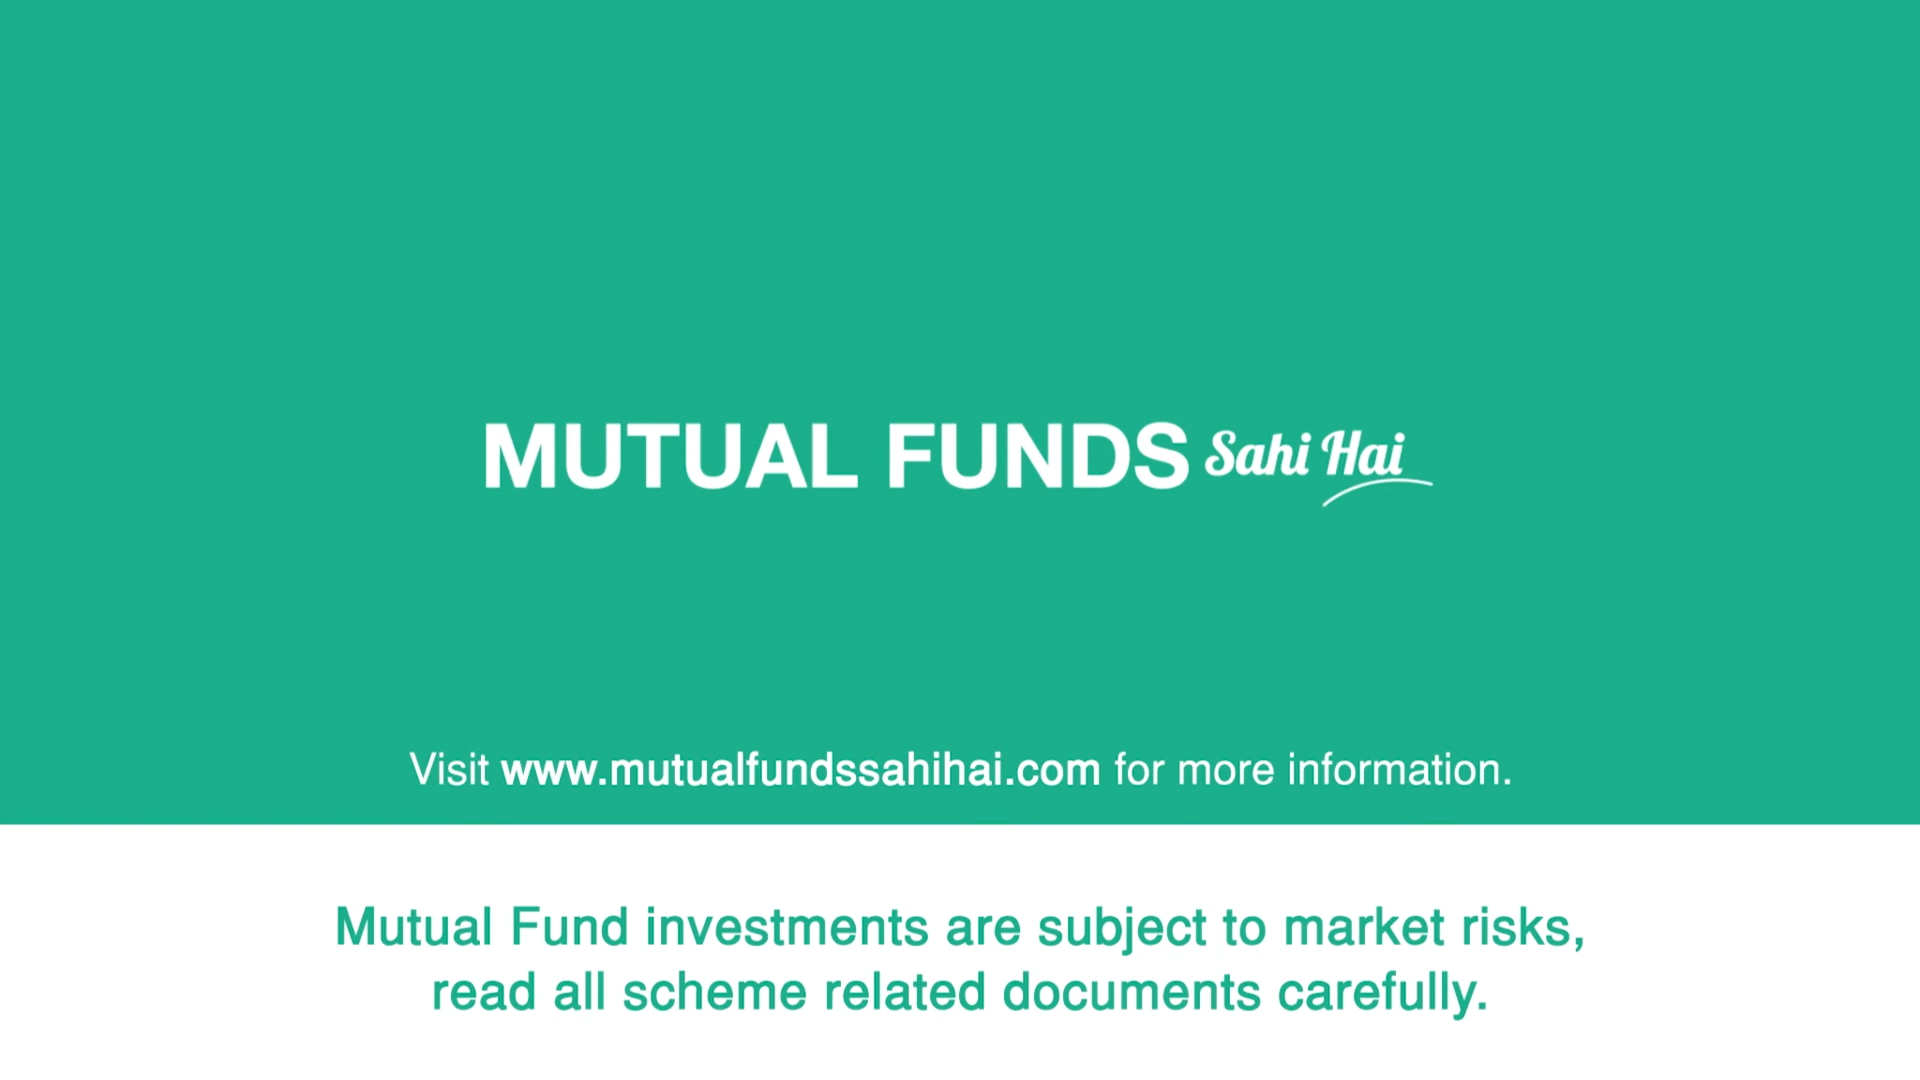 MUTUAL FUNDS Sahi Hai
Visit www.mutualfundssahihai.com for more information.
Mutual Fund investments are subject to market risks,
read all scheme related documents carefully.